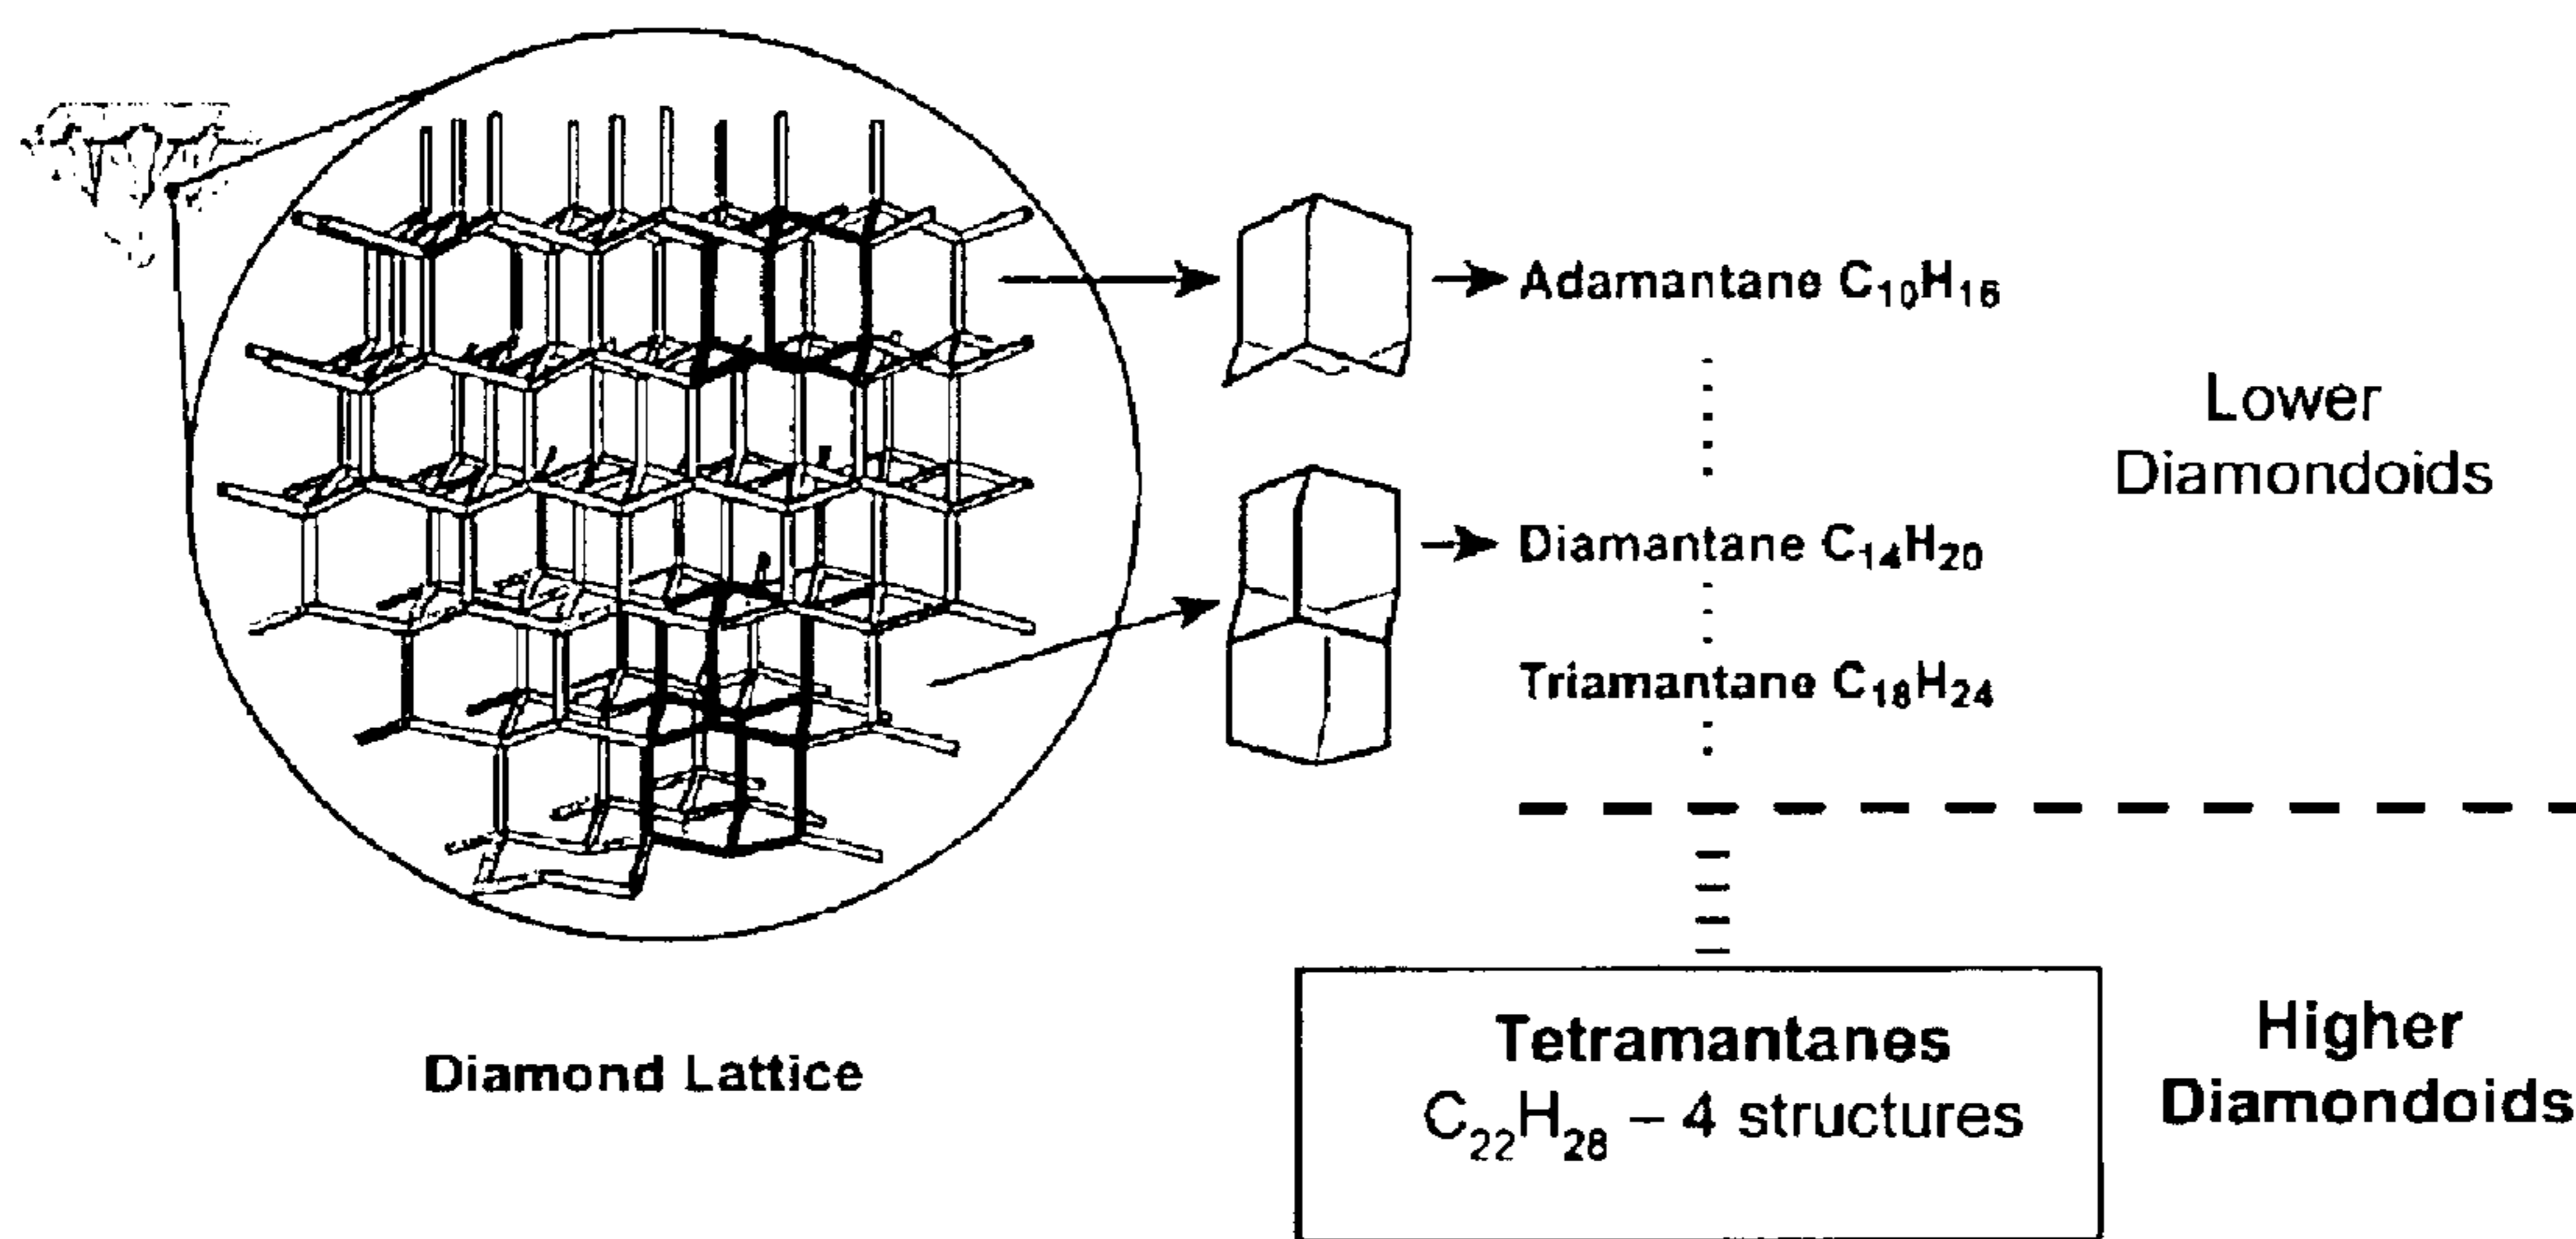 Adamantane C₁₀H₁₆
Lower
Diamondoids
Diamantane C₁₄H₂₀
Triamantane C₁₈H₂₄
Diamond Lattice
Tetramantanes
C₂₂H₂₈ – 4 structures
Higher
Diamondoids